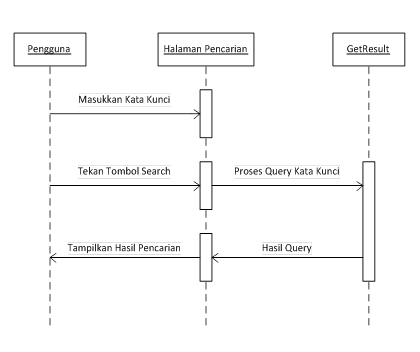 Pengguna
Halaman Pencarian
GetResult
Masukkan Kata Kunci
Tekan Tombol Search
Proses Query Kata Kunci
Tampilkan Hasil Pencarian
Hasil Query